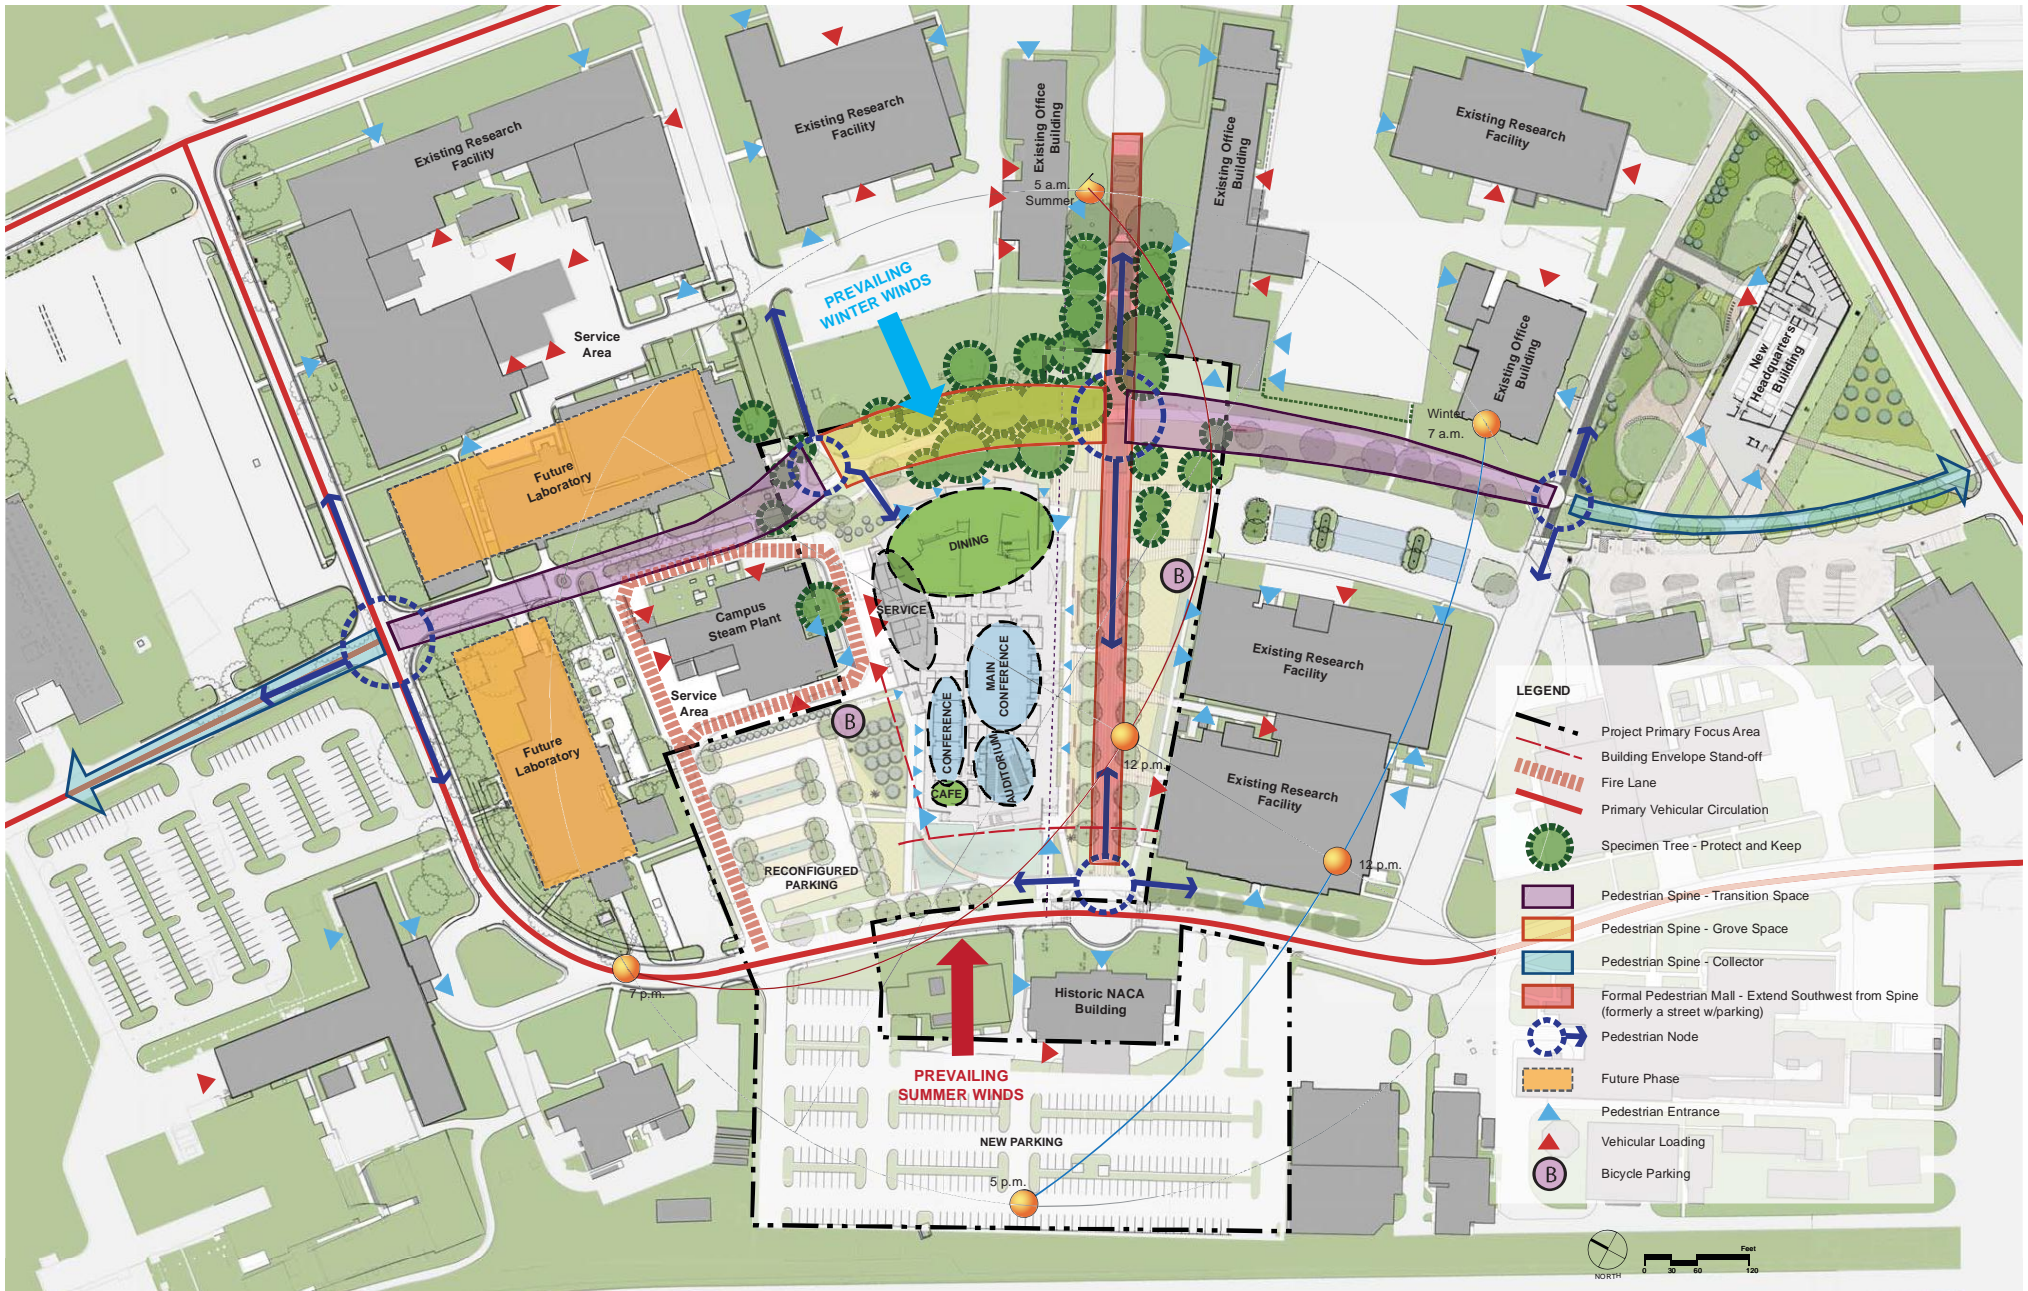 Existing Research
Facility
Existing Research
Facility
Existing Office
Building
Existing Office
Building
Existing Research
Facility
5 a.m.
Summer
PREVAILING
WINTER WINDS
Service
Area
New
Headquarters
Building
Existing Office
Building
Winter
7 a.m.
Future
Laboratory
DINING
B
SERVICE
Campus
Steam Plant
MAIN
CONFERENCE
Existing Research
Facility
Service
Area
B
CONFERENCE
AUDITORIUM
CAFE
Future
Laboratory
12 p.m.
Existing Research
Facility
12 p.m.
RECONFIGURED
PARKING
7 p.m.
Historic NACA
Building
PREVAILING
SUMMER WINDS
NEW PARKING
5 p.m.
LEGEND
Project Primary Focus Area
Building Envelope Stand-off
Fire Lane
Primary Vehicular Circulation
Specimen Tree - Protect and Keep
Pedestrian Spine - Transition Space
Pedestrian Spine - Grove Space
Pedestrian Spine - Collector
Formal Pedestrian Mall - Extend Southwest from Spine
(formerly a street w/parking)
Pedestrian Node
Future Phase
Pedestrian Entrance
Vehicular Loading
B
Bicycle Parking
NORTH
Feet
0 30 60 120